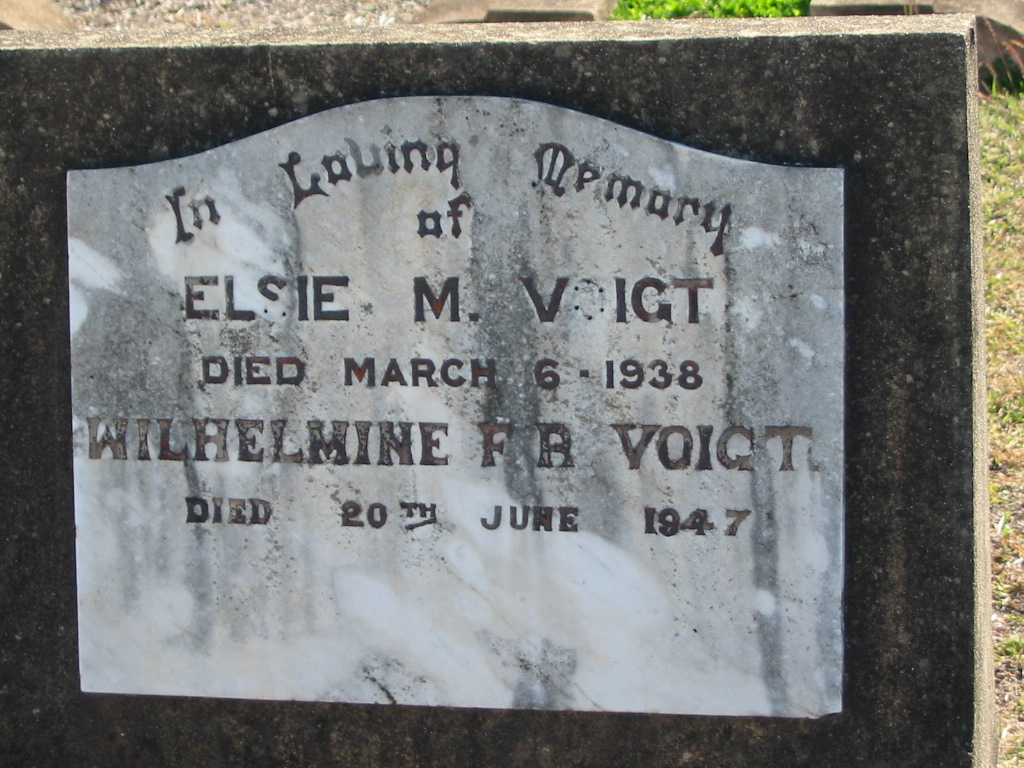 In Loving Memory
of
ELSIE M. VOIGT
DIED MARCH 6 - 1938
WILHELMINE F. R. VOIGT.
DIED 20TH JUNE 1947